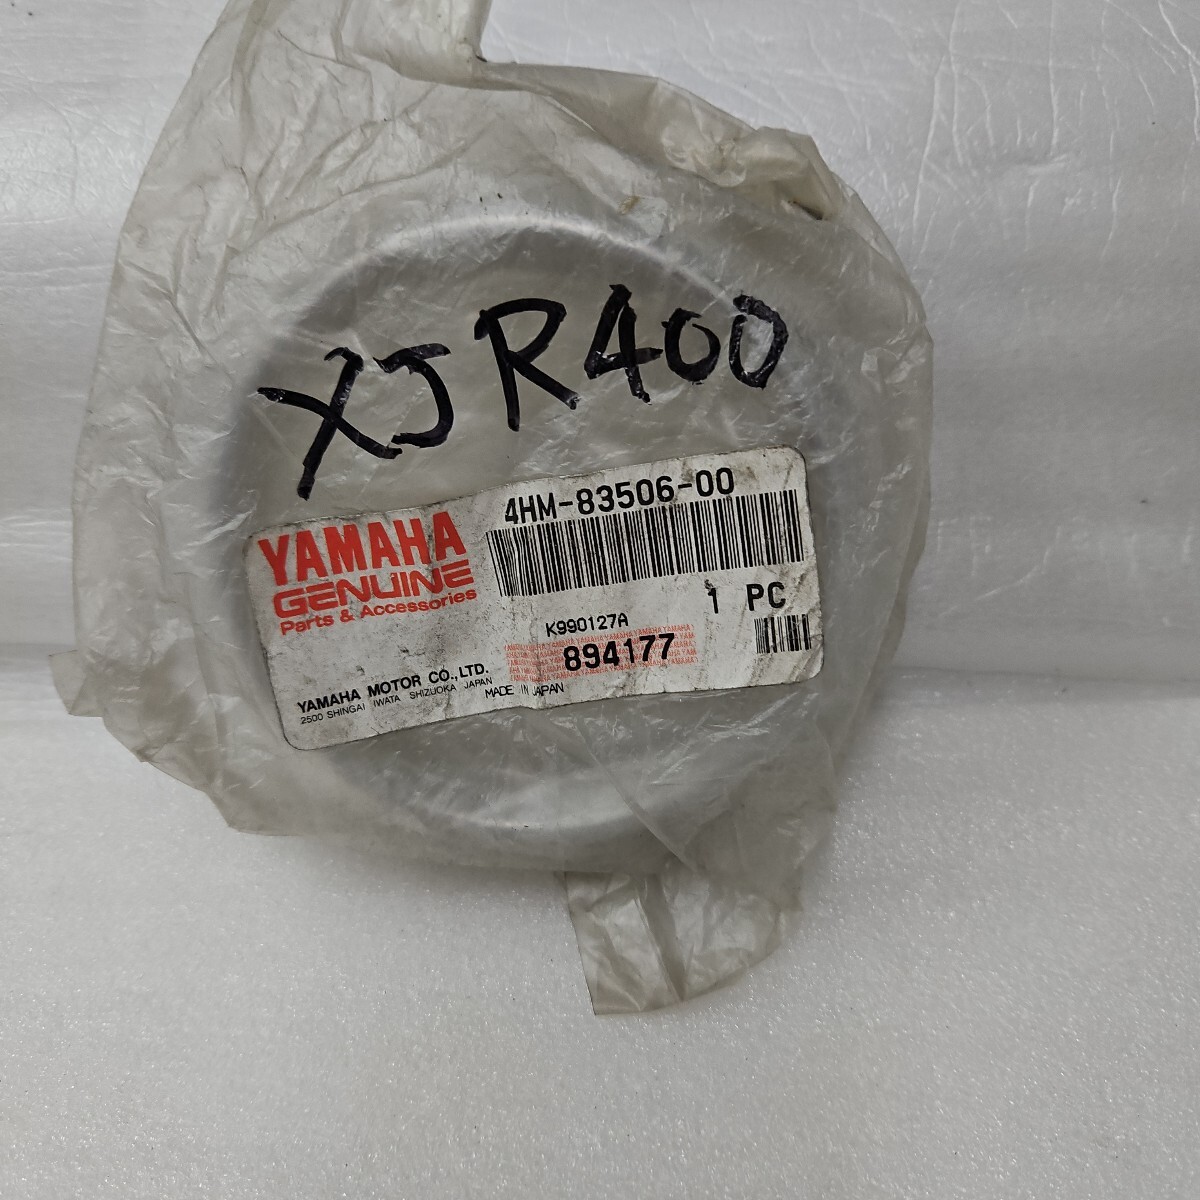 XJR400
4HM-83506-00
YAMAHA
GENUINE
Parts & Accessories
1 PC
K990127A
894177
YAMAHA MOTOR CO.,LTD.
2500 SHINGAI IWATA SHIZUOKA JAPAN
MADE IN JAPAN